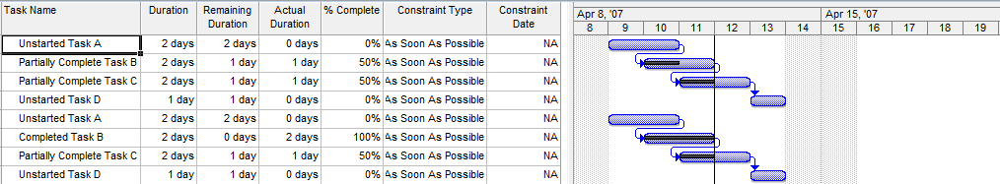 Task Name Duration Remaining Duration Actual Duration % Complete Constraint Type Constraint Date Apr 8, '07 Apr 15, '07
8 9 10 11 12 13 14 15 16 17 18 19
Unstarted Task A 2 days 2 days 0 days 0% As Soon As Possible NA
Partially Complete Task B 2 days 1 day 1 day 50% As Soon As Possible NA
Partially Complete Task C 2 days 1 day 1 day 50% As Soon As Possible NA
Unstarted Task D 1 day 1 day 0 days 0% As Soon As Possible NA
Unstarted Task A 2 days 2 days 0 days 0% As Soon As Possible NA
Completed Task B 2 days 0 days 2 days 100% As Soon As Possible NA
Partially Complete Task C 2 days 1 day 1 day 50% As Soon As Possible NA
Unstarted Task D 1 day 1 day 0 days 0% As Soon As Possible NA